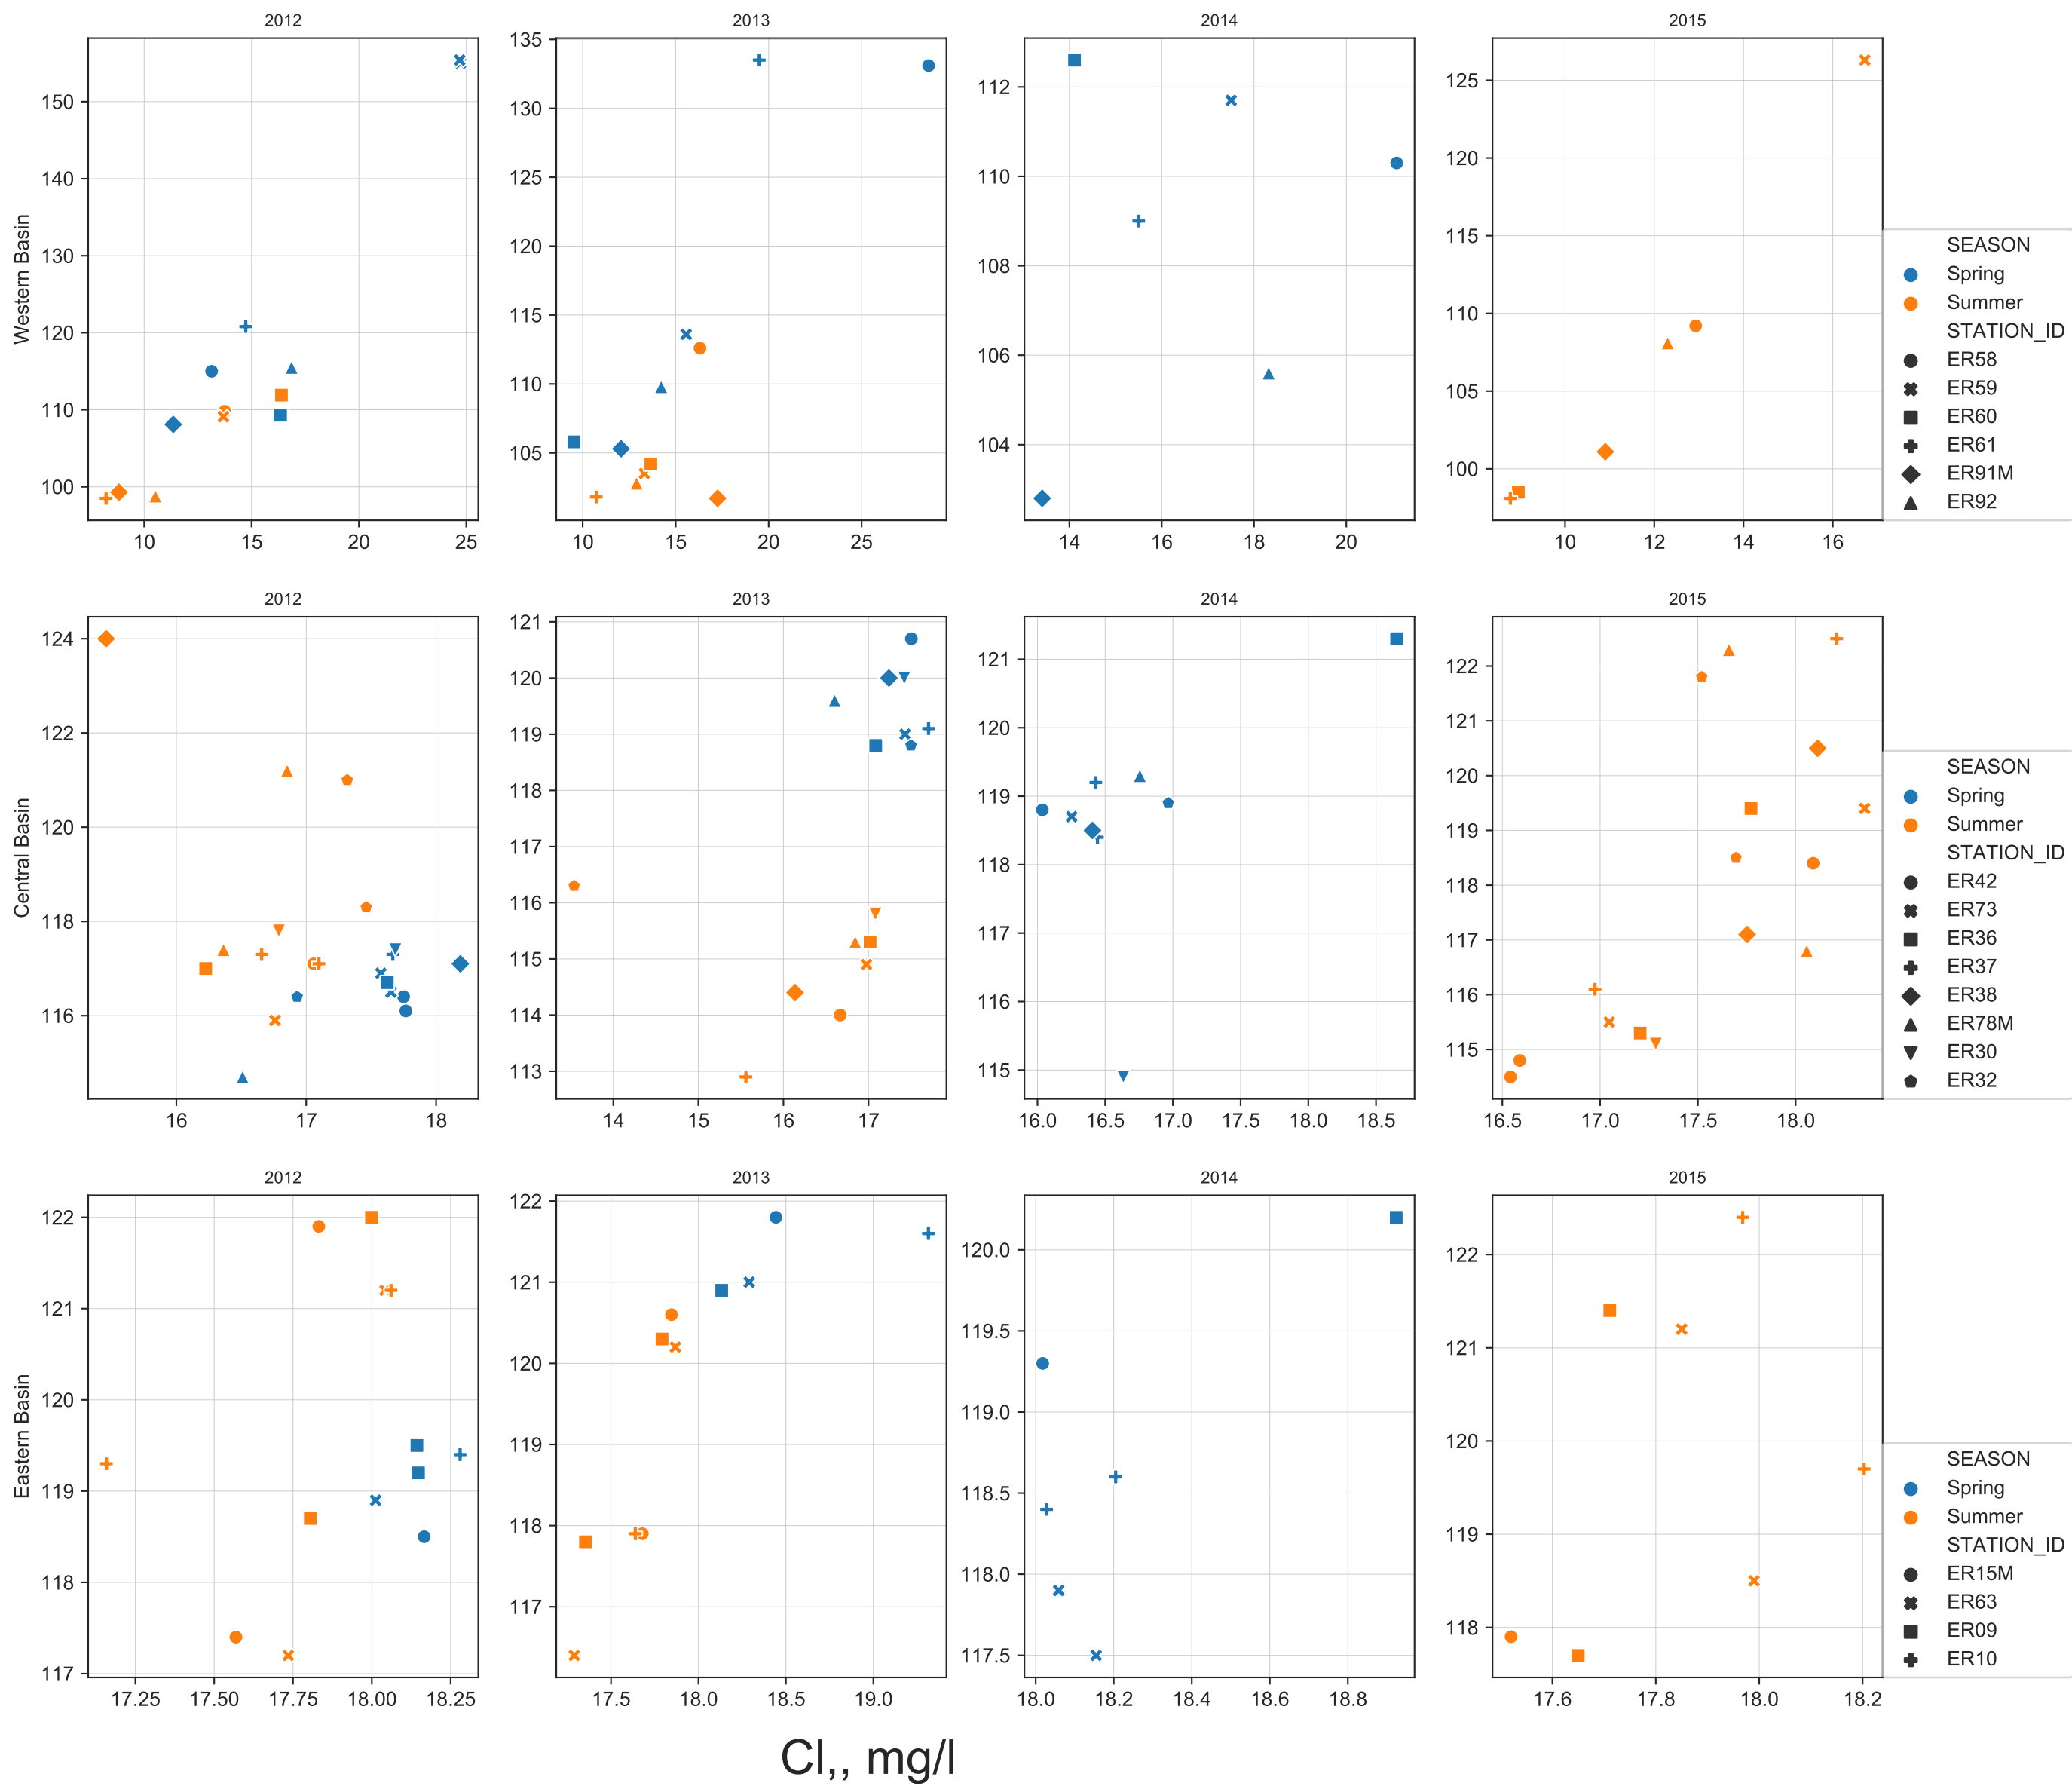 2012 2013 2014 2015
Western Basin
150
140
130
120
110
100
10 15 20 25
135
130
125
120
115
110
105
10 15 20 25
112
110
108
106
104
14 16 18 20
125
120
115
110
105
100
10 12 14 16
SEASON
Spring
Summer
STATION_ID
ER58
ER59
ER60
ER61
ER91M
ER92
2012 2013 2014 2015
Central Basin
124
122
120
118
116
16 17 18
121
120
119
118
117
116
115
114
113
14 15 16 17
121
120
119
118
117
116
115
16.0 16.5 17.0 17.5 18.0 18.5
122
121
120
119
118
117
116
115
16.5 17.0 17.5 18.0
SEASON
Spring
Summer
STATION_ID
ER42
ER73
ER36
ER37
ER38
ER78M
ER30
ER32
2012 2013 2014 2015
Eastern Basin
122
121
120
119
118
117
17.25 17.50 17.75 18.00 18.25
122
121
120
119
118
117
17.5 18.0 18.5 19.0
120.0
119.5
119.0
118.5
118.0
117.5
18.0 18.2 18.4 18.6 18.8
122
121
120
119
118
17.6 17.8 18.0 18.2
SEASON
Spring
Summer
STATION_ID
ER15M
ER63
ER09
ER10
Cl,, mg/l